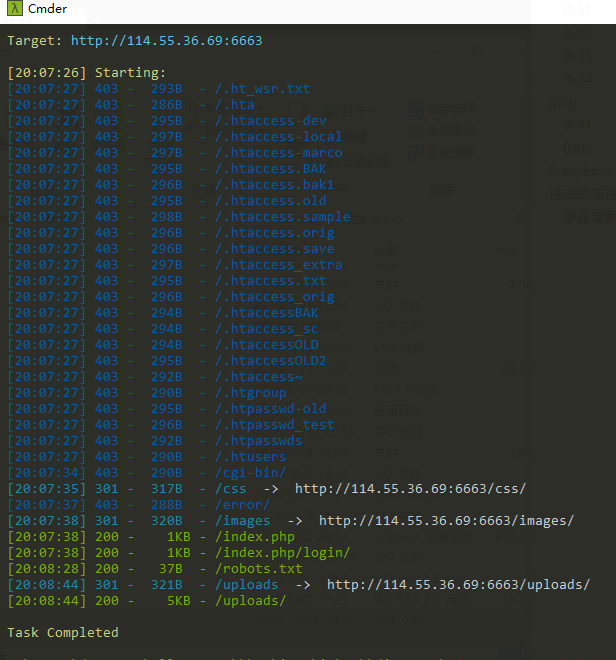 λ Cmder
Target: http://114.55.36.69:6663
[20:07:26] Starting:
[20:07:27] 403 - 293B - /.ht_wsr.txt
[20:07:27] 403 - 286B - /.hta
[20:07:27] 403 - 295B - /.htaccess-dev
[20:07:27] 403 - 297B - /.htaccess-local
[20:07:27] 403 - 297B - /.htaccess-marco
[20:07:27] 403 - 295B - /.htaccess.BAK
[20:07:27] 403 - 296B - /.htaccess.bak1
[20:07:27] 403 - 295B - /.htaccess.old
[20:07:27] 403 - 298B - /.htaccess.sample
[20:07:27] 403 - 296B - /.htaccess.orig
[20:07:27] 403 - 296B - /.htaccess.save
[20:07:27] 403 - 297B - /.htaccess_extra
[20:07:27] 403 - 295B - /.htaccess.txt
[20:07:27] 403 - 296B - /.htaccess_orig
[20:07:27] 403 - 294B - /.htaccessBAK
[20:07:27] 403 - 294B - /.htaccess_sc
[20:07:27] 403 - 294B - /.htaccessOLD
[20:07:27] 403 - 295B - /.htaccessOLD2
[20:07:27] 403 - 292B - /.htaccess~
[20:07:27] 403 - 290B - /.htgroup
[20:07:27] 403 - 295B - /.htpasswd-old
[20:07:27] 403 - 296B - /.htpasswd_test
[20:07:27] 403 - 292B - /.htpasswds
[20:07:27] 403 - 290B - /.htusers
[20:07:34] 403 - 290B - /cgi-bin/
[20:07:35] 301 - 317B - /css -> http://114.55.36.69:6663/css/
[20:07:37] 403 - 288B - /error/
[20:07:38] 301 - 320B - /images -> http://114.55.36.69:6663/images/
[20:07:38] 200 - 1KB - /index.php
[20:07:38] 200 - 1KB - /index.php/login/
[20:08:28] 200 - 37B - /robots.txt
[20:08:44] 301 - 321B - /uploads -> http://114.55.36.69:6663/uploads/
[20:08:44] 200 - 5KB - /uploads/
Task Completed